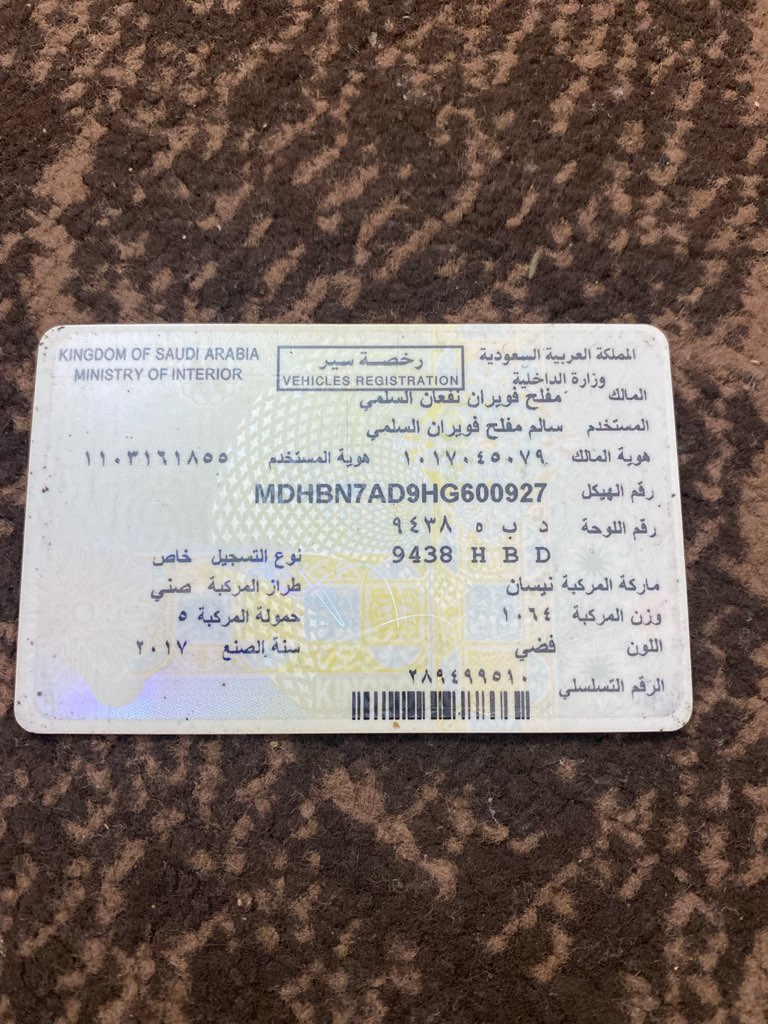 KINGDOM OF SAUDI ARABIA
MINISTRY OF INTERIOR
رخصة سير
VEHICLES REGISTRATION
المملكة العربية السعودية
وزارة الداخلية
المالك مفلح فويران نفعان السلمي
المستخدم سالم مفلح فويران السلمي
هوية المالك ١٠١٧٠٤٥٠٧٩ هوية المستخدم ١١٠٣١٦١٨٥٥
رقم الهيكل MDHBN7AD9HG600927
رقم اللوحة د ب ه ٩٤٣٨
9438 H B D نوع التسجيل خاص
ماركة المركبة نيسان طراز المركبة صني
وزن المركبة ١٠٦٤ حمولة المركبة ٥
اللون فضي سنة الصنع ٢٠١٧
الرقم التسلسلي ٢٨٩٤٩٩٥١٠